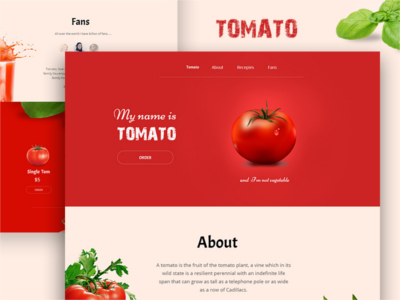 Fans
TOMATO
Tomato About Recepies Fans
My name is
TOMATO
ORDER
and I'm not vegetable
Single Tom
$1
ORDER
About
A tomato is the fruit of the tomato plant, a vine which in its
wild state is a resilient perennial with an indefinite life
span that can grow as tall as a telephone pole or as wide
as a row of Cadillacs.